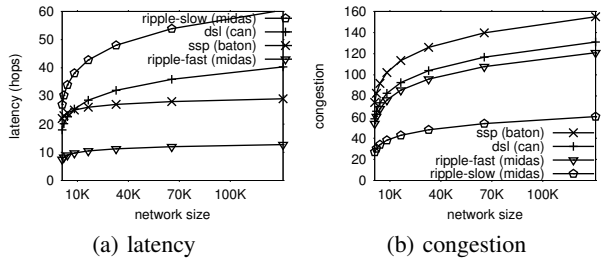 60
50
40
30
20
10
0
latency (hops)
ripple-slow (midas)
dsl (can)
ssp (baton)
ripple-fast (midas)
10K
40K
70K
100K
network size
(a) latency
160
140
120
100
80
60
40
20
0
congestion
ssp (baton)
dsl (can)
ripple-fast (midas)
ripple-slow (midas)
10K
40K
70K
100K
network size
(b) congestion